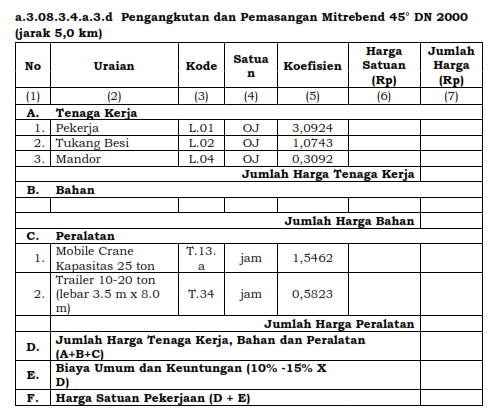 a.3.08.3.4.a.3.d Pengangkutan dan Pemasangan Mitrebend 45° DN 2000
(jarak 5,0 km)
No Uraian Kode Satuan Koefisien Harga Satuan (Rp) Jumlah Harga (Rp)
(1) (2) (3) (4) (5) (6) (7)
A. Tenaga Kerja
1. Pekerja L.01 OJ 3,0924
2. Tukang Besi L.02 OJ 1,0743
3. Mandor L.04 OJ 0,3092
Jumlah Harga Tenaga Kerja
B. Bahan
Jumlah Harga Bahan
C. Peralatan
1. Mobile Crane Kapasitas 25 ton T.13.a jam 1,5462
2. Trailer 10-20 ton (lebar 3.5 m x 8.0 m) T.34 jam 0,5823
Jumlah Harga Peralatan
D. Jumlah Harga Tenaga Kerja, Bahan dan Peralatan
(A+B+C)
E. Biaya Umum dan Keuntungan (10% -15% X
D)
F. Harga Satuan Pekerjaan (D + E)